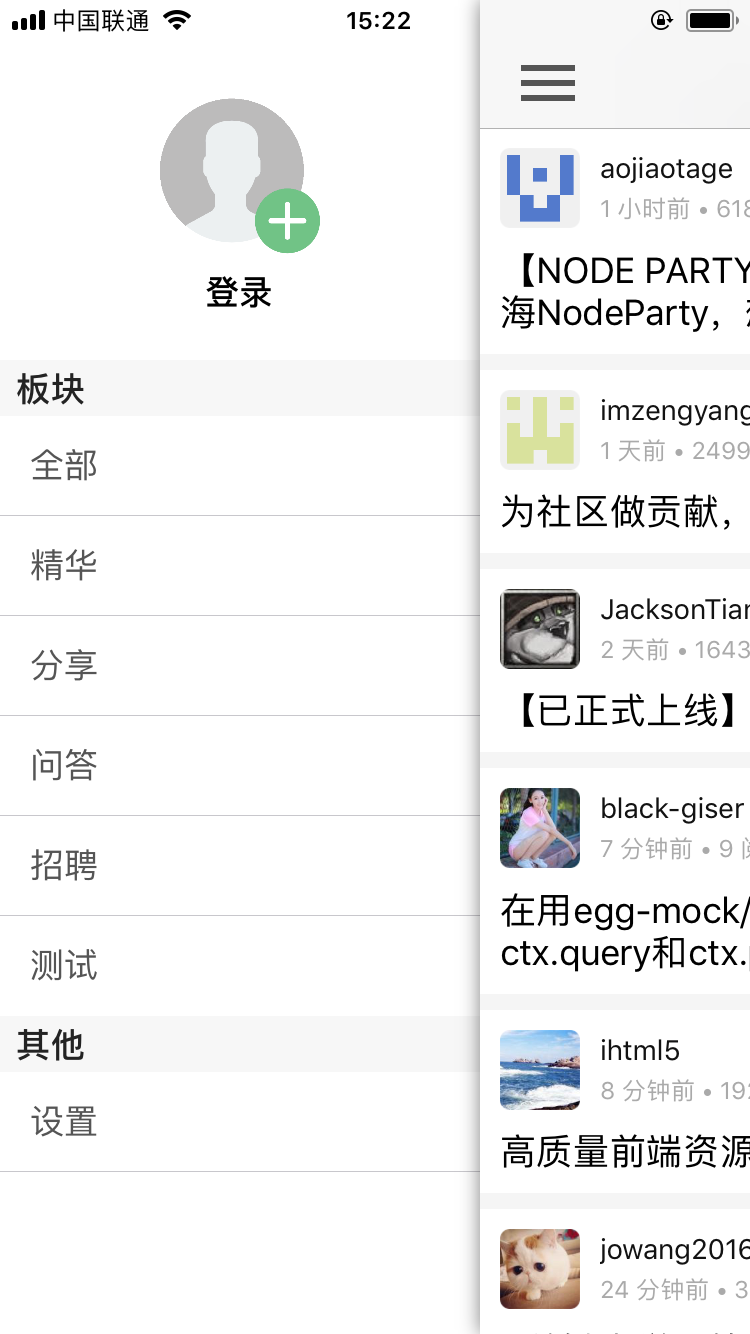 中国联通
15:22
登录
板块
全部
精华
分享
问答
招聘
测试
其他
设置
aojiaotage
1 小时前 • 618
【NODE PARTY
海NodeParty,
imzengyang
1 天前 • 2499
为社区做贡献,
JacksonTian
2 天前 • 1643
【已正式上线】
black-giser
7 分钟前 • 9
在用egg-mock/
ctx.query和ctx.
ihtml5
8 分钟前 • 192
高质量前端资源
jowang2016
24 分钟前 • 3